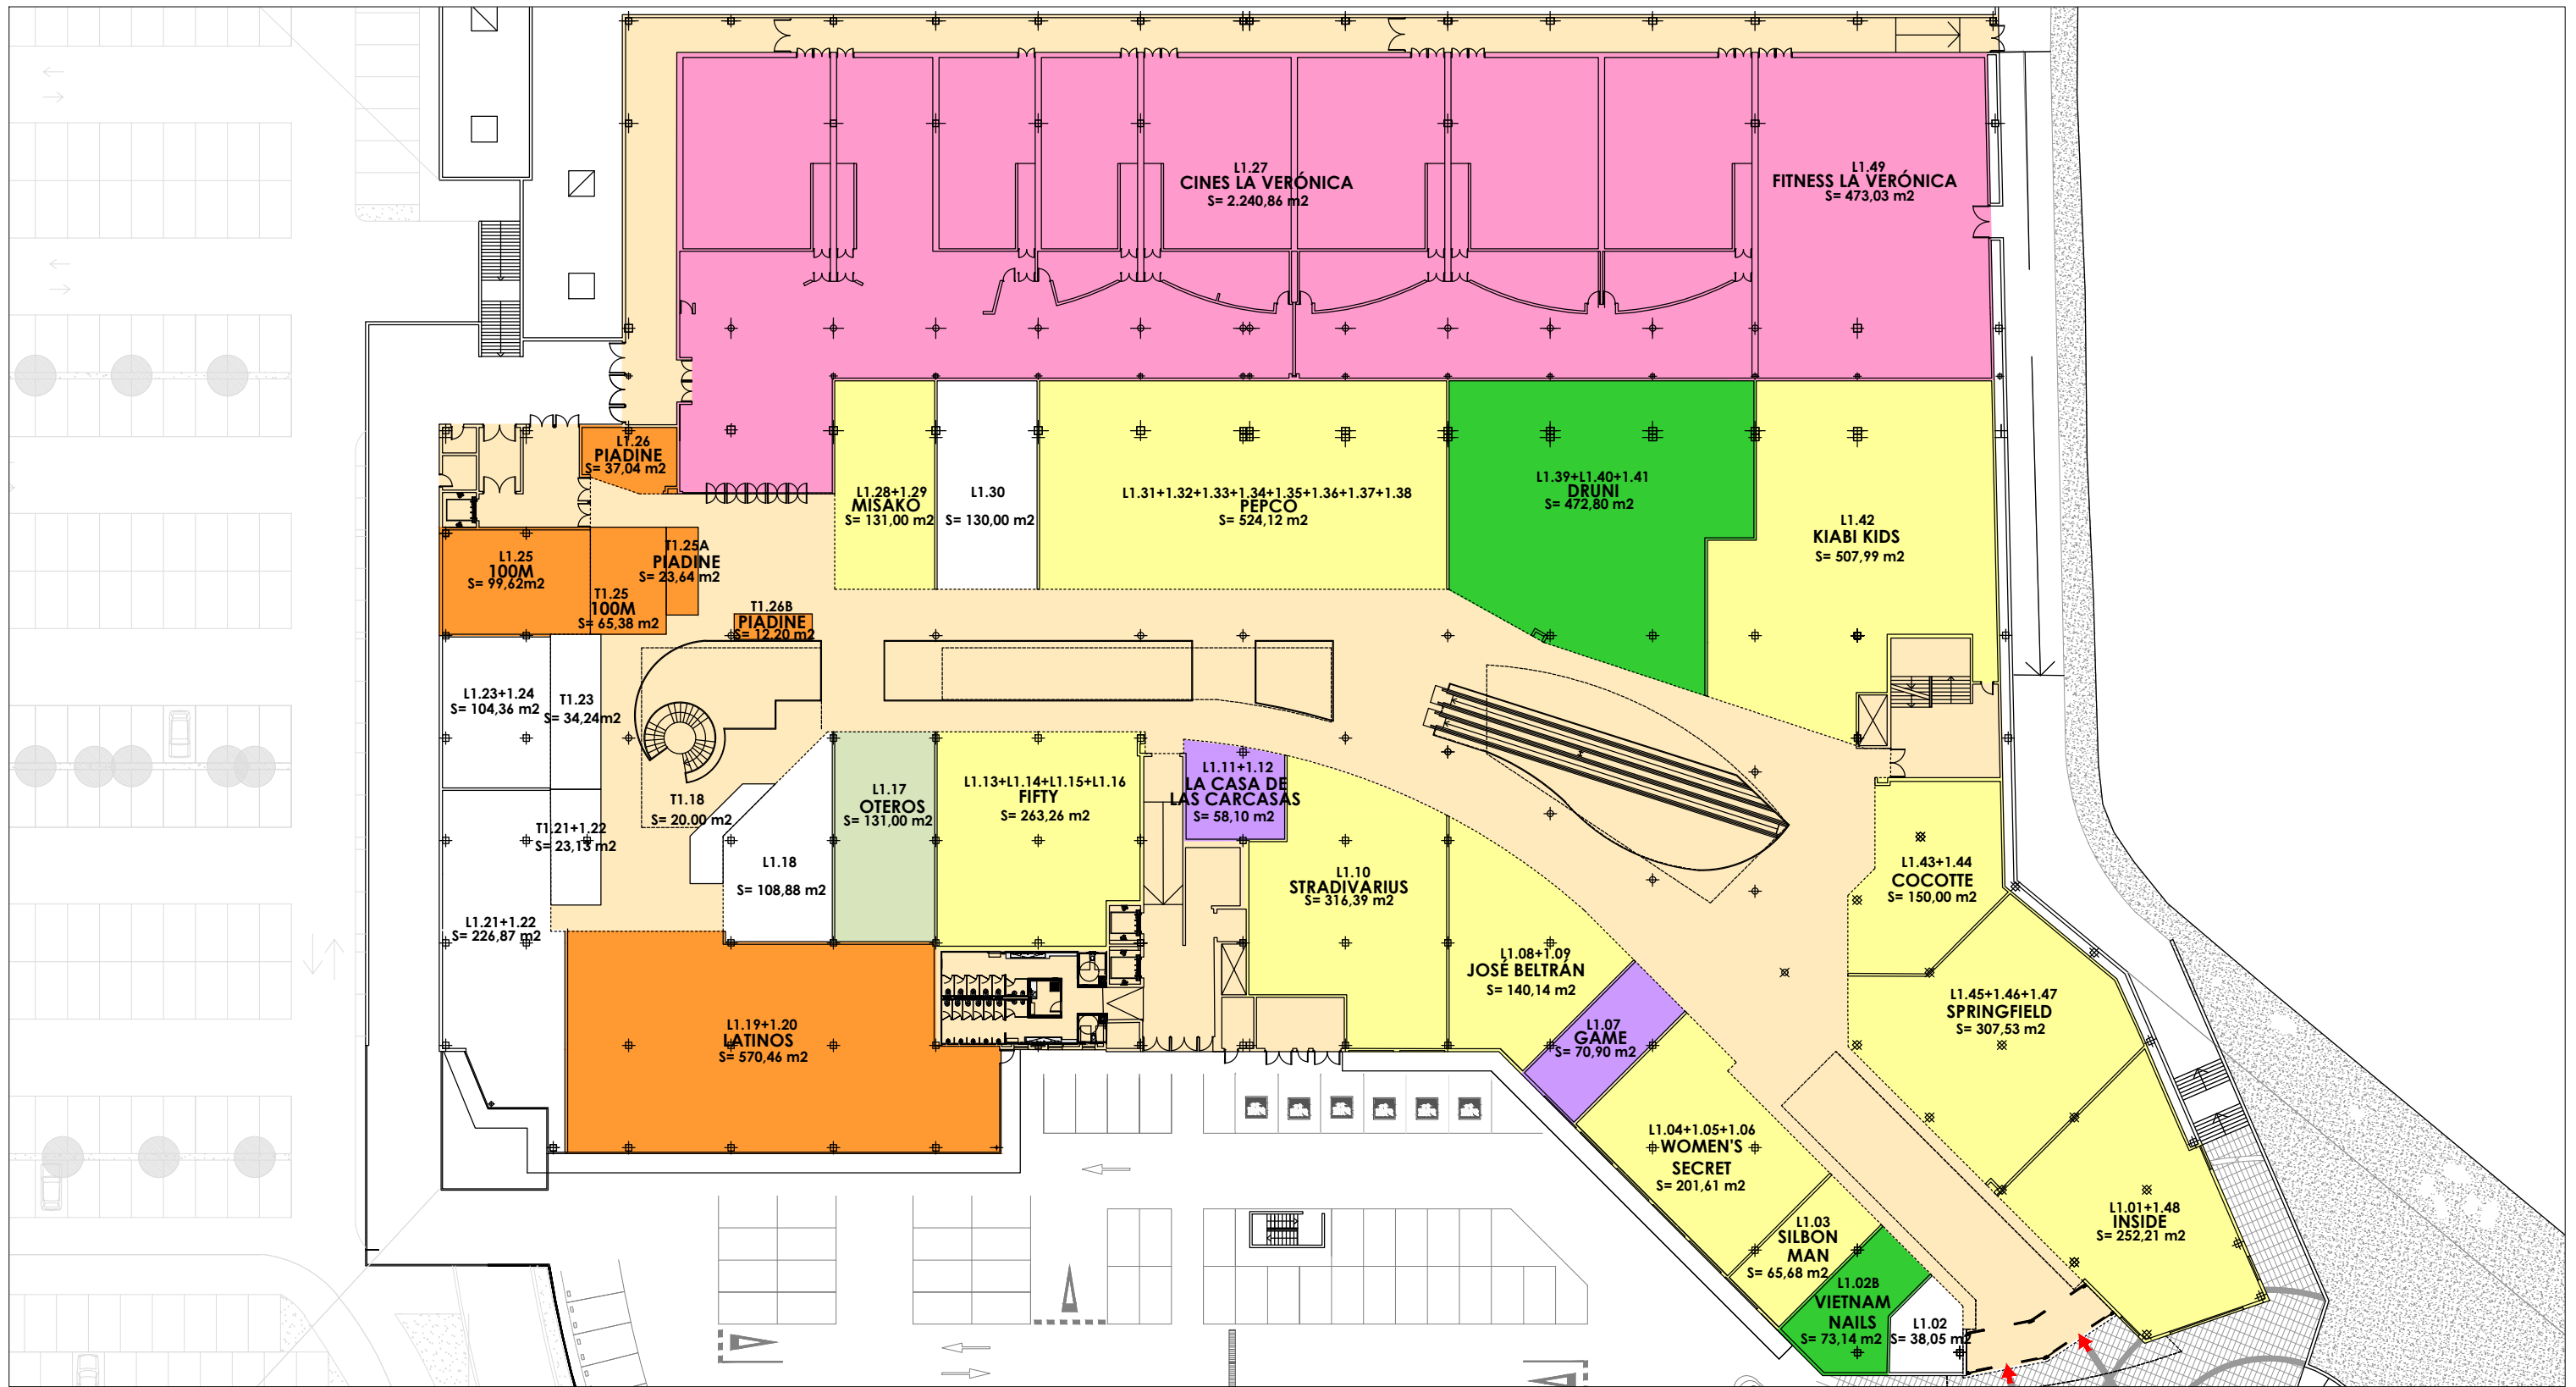 L1.27
CINES LA VERÓNICA
S= 2.240,86 m2
L1.49
FITNESS LA VERÓNICA
S= 473,03 m2
L1.26
PIADINE
S= 37,04 m2
L1.28+1.29
MISAKO
S= 131,00 m2
L1.30
S= 130,00 m2
L1.31+1.32+1.33+1.34+1.35+1.36+1.37+1.38
PEPCO
S= 524,12 m2
L1.39+L1.40+1.41
DRUNI
S= 472,80 m2
L1.42
KIABI KIDS
S= 507,99 m2
L1.25
100M
S= 99,62m2
T1.25A
PIADINE
S= 23,64 m2
T1.25
100M
S= 65,38 m2
T1.26B
PIADINE
S= 12,20 m2
L1.23+1.24
S= 104,36 m2
T1.23
S= 34,24m2
T1.18
S= 20.00 m2
T1.21+1.22
S= 23,13 m2
L1.17
OTEROS
S= 131,00 m2
L1.13+L1.14+L1.15+L1.16
FIFTY
S= 263,26 m2
L1.11+1.12
LA CASA DE
LAS CARCASAS
S= 58,10 m2
L1.18
S= 108,88 m2
L1.10
STRADIVARIUS
S= 316,39 m2
L1.43+1.44
COCOTTE
S= 150,00 m2
L1.21+1.22
S= 226,87 m2
L1.08+1.09
JOSÉ BELTRÁN
S= 140,14 m2
L1.45+1.46+1.47
SPRINGFIELD
S= 307,53 m2
L1.19+1.20
LATINOS
S= 570,46 m2
L1.07
GAME
S= 70,90 m2
L1.04+1.05+1.06
WOMEN'S
SECRET
S= 201,61 m2
L1.03
SILBON
MAN
S= 65,68 m2
L1.01+1.48
INSIDE
S= 252,21 m2
L1.02B
VIETNAM
NAILS
S= 73,14 m2
L1.02
S= 38,05 m2